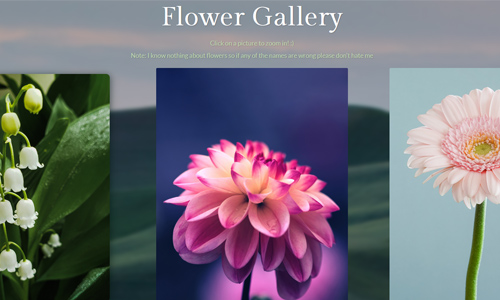 Flower Gallery
Click on a picture to zoom in! :)
Note: I know nothing about flowers so if any of the names are wrong please don't hate me